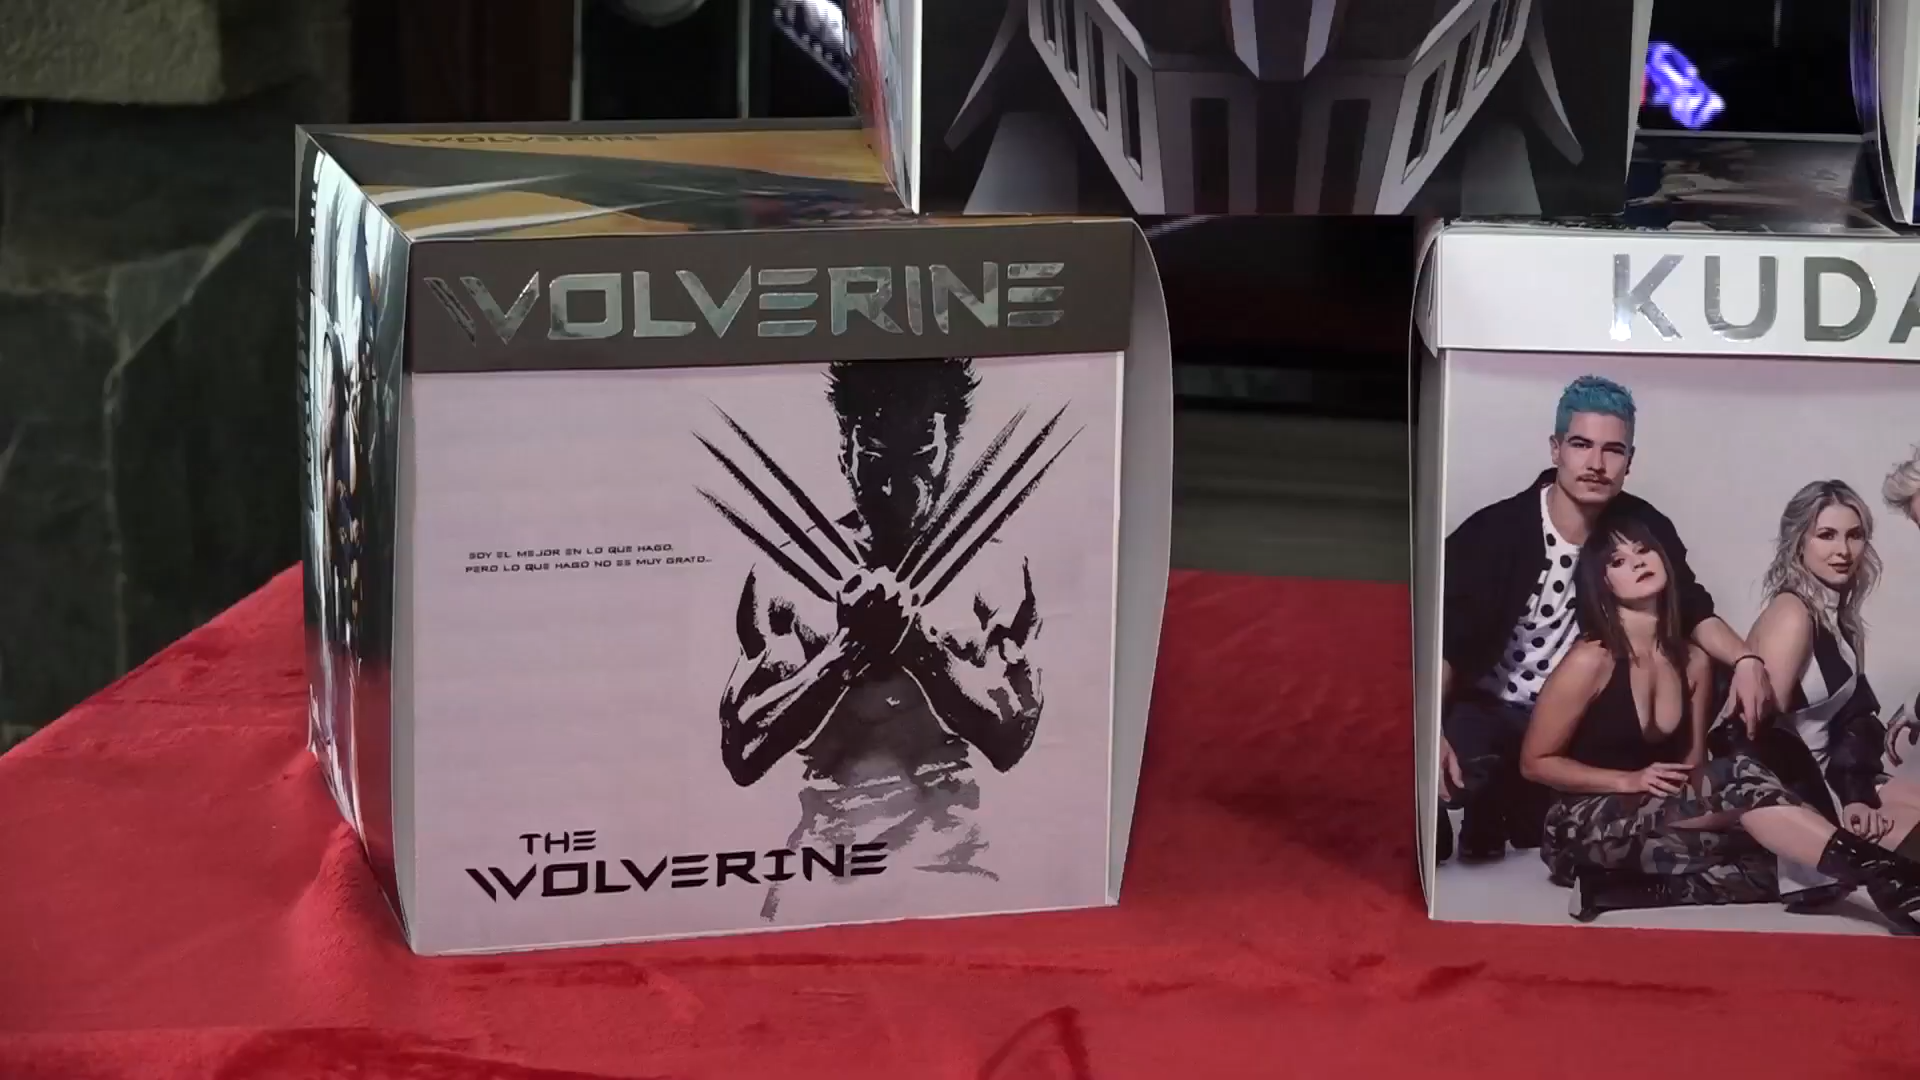 WOLVERINE
WOLVERINE
KUDA
SOY EL MEJOR EN LO QUE HAGO,
PERO LO QUE HAGO NO ES MUY GRATO...
THE
WOLVERINE